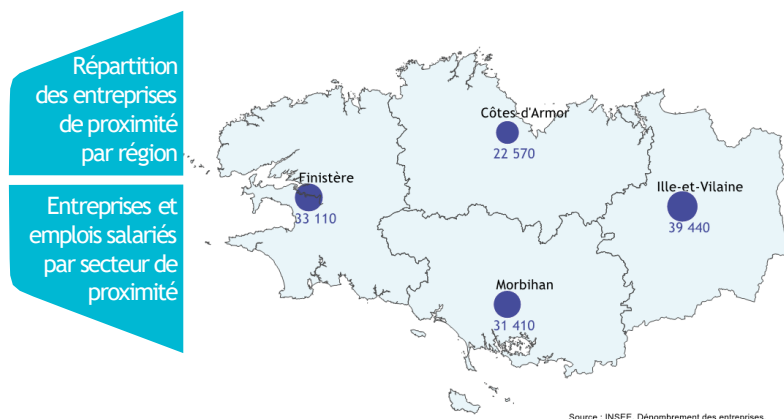 Répartition
des entreprises
de proximité
par région
Entreprises et
emplois salariés
par secteur de
proximité
Côtes-d'Armor
22 570
Finistère
33 110
Ille-et-Vilaine
39 440
Morbihan
31 410
Source : INSEE, Dénombrement des entreprises